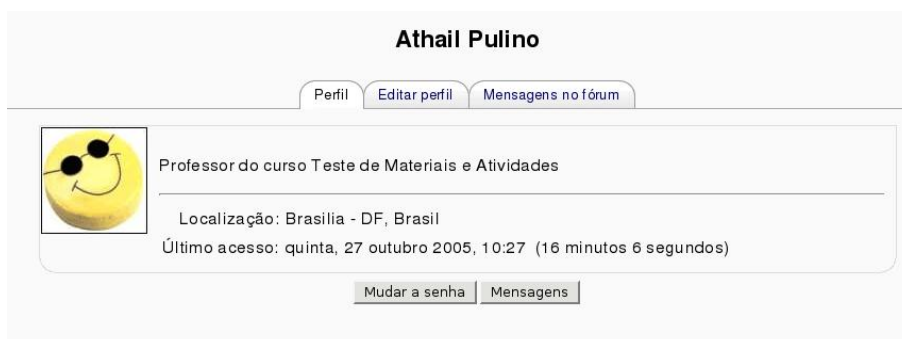 Athail Pulino
Perfil Editar perfil Mensagens no fórum
Professor do curso Teste de Materiais e Atividades
Localização: Brasilia - DF, Brasil
Último acesso: quinta, 27 outubro 2005, 10:27 (16 minutos 6 segundos)
Mudar a senha Mensagens